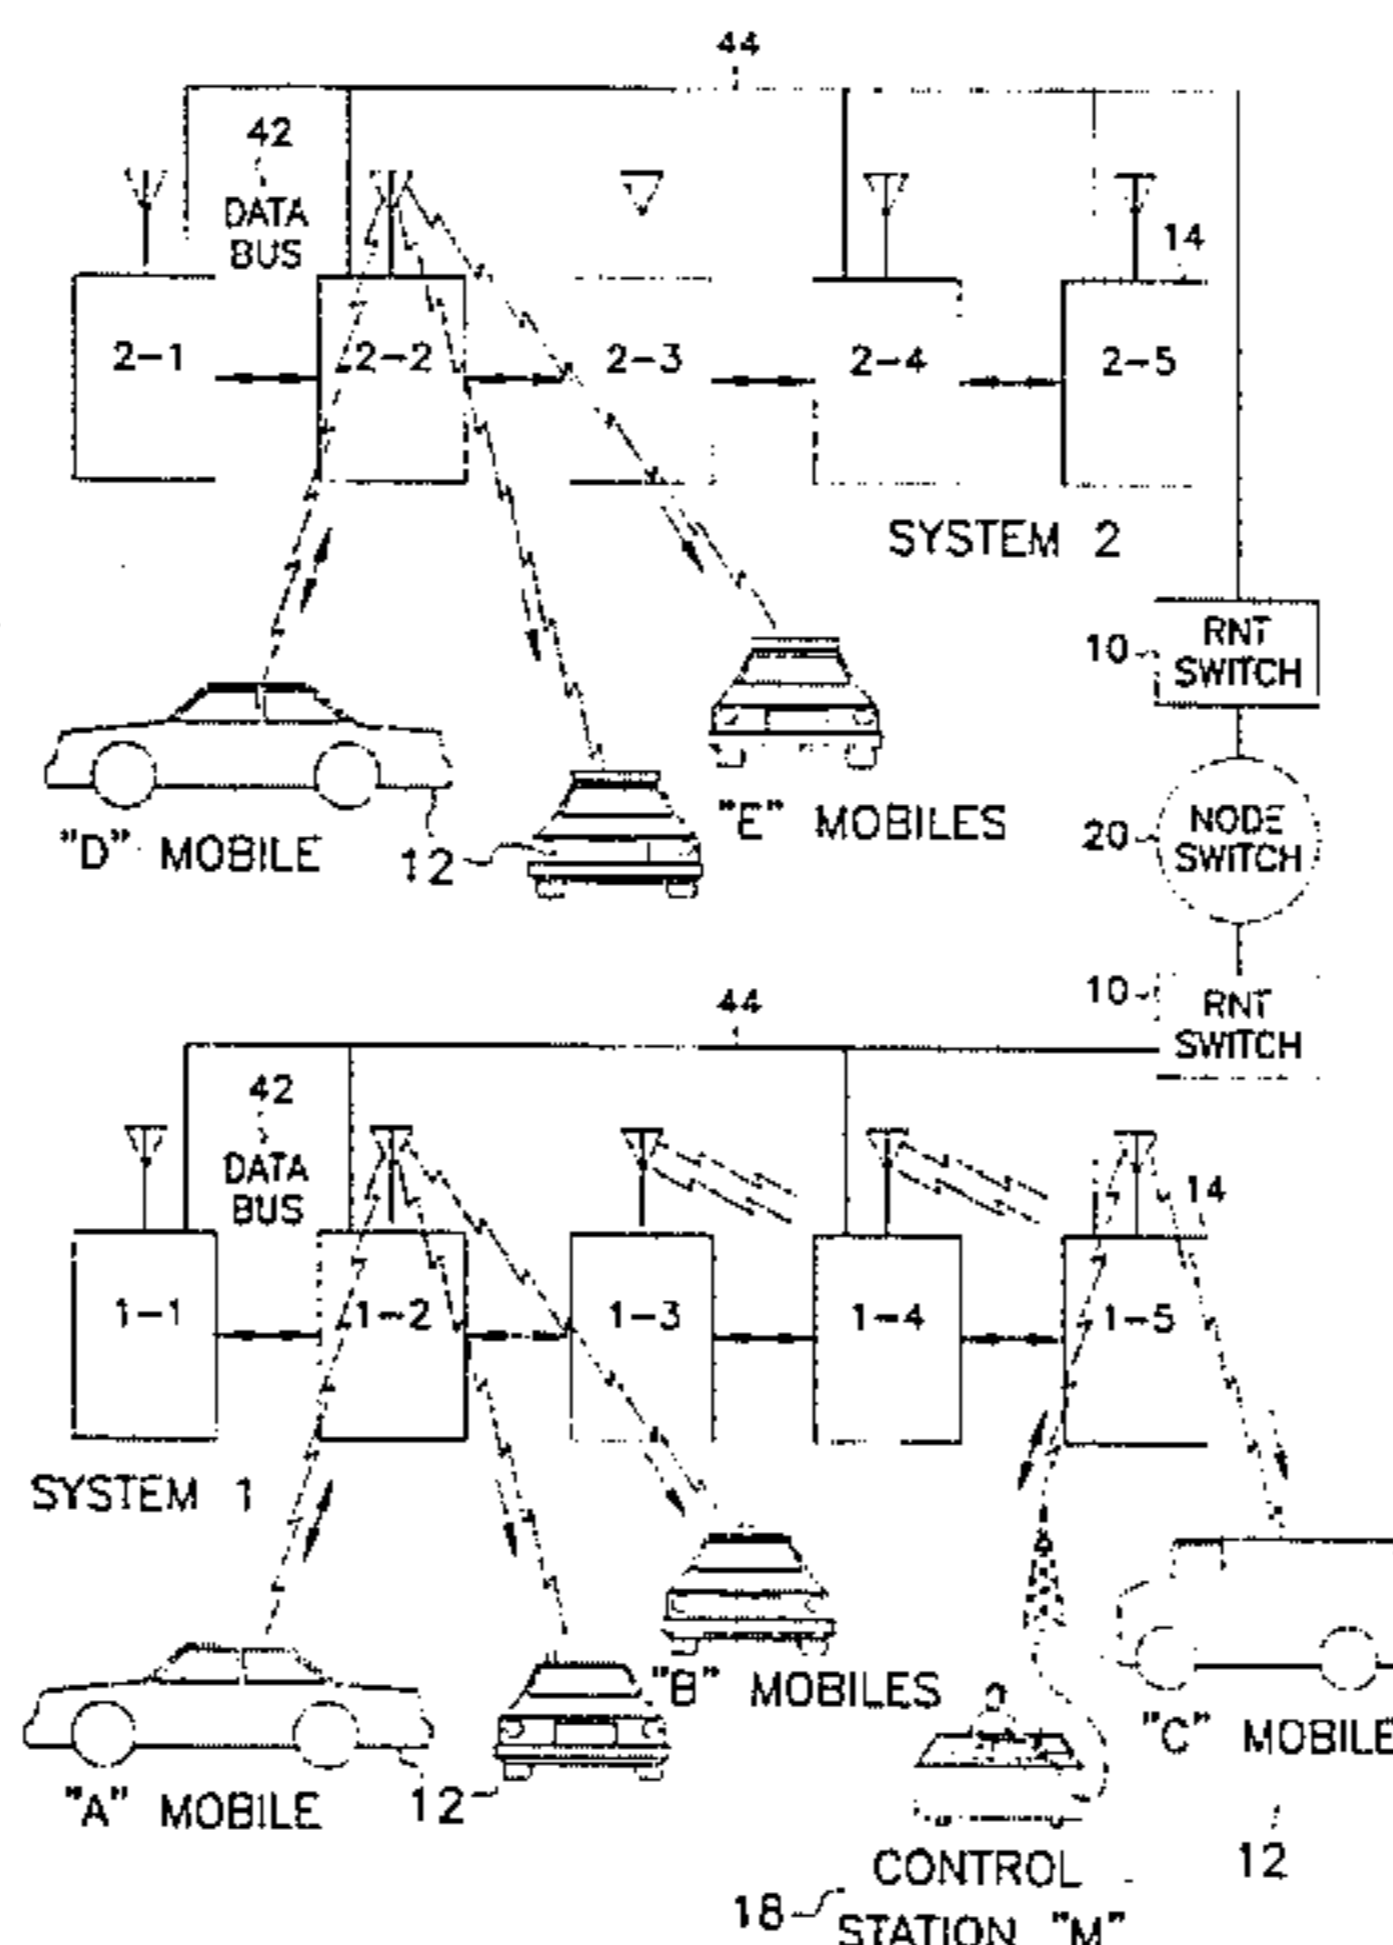 44
42
DATA
BUS
14
2-1
2-2
2-3
2-4
2-5
SYSTEM 2
10
RNT
SWITCH
"D" MOBILE
12
"E" MOBILES
20
NODE
SWITCH
10
RNT
SWITCH
44
42
DATA
BUS
14
1-1
1-2
1-3
1-4
1-5
SYSTEM 1
"A" MOBILE
12
"B" MOBILES
"C" MOBILE
12
CONTROL
STATION "M"
18